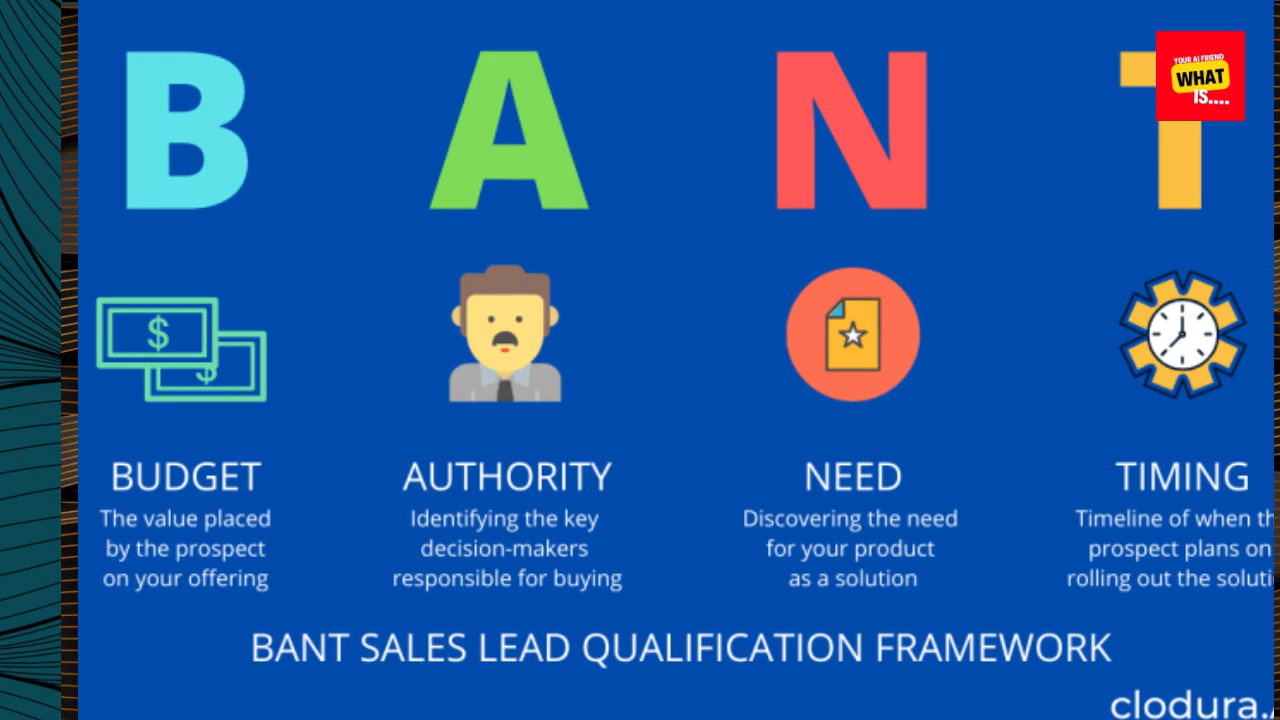 B A N T
YOUR AI FRIEND
WHAT
IS....
$
$
BUDGET
The value placed
by the prospect
on your offering
AUTHORITY
Identifying the key
decision-makers
responsible for buying
NEED
Discovering the need
for your product
as a solution
TIMING
Timeline of when th
prospect plans on
rolling out the soluti
BANT SALES LEAD QUALIFICATION FRAMEWORK
clodura.A